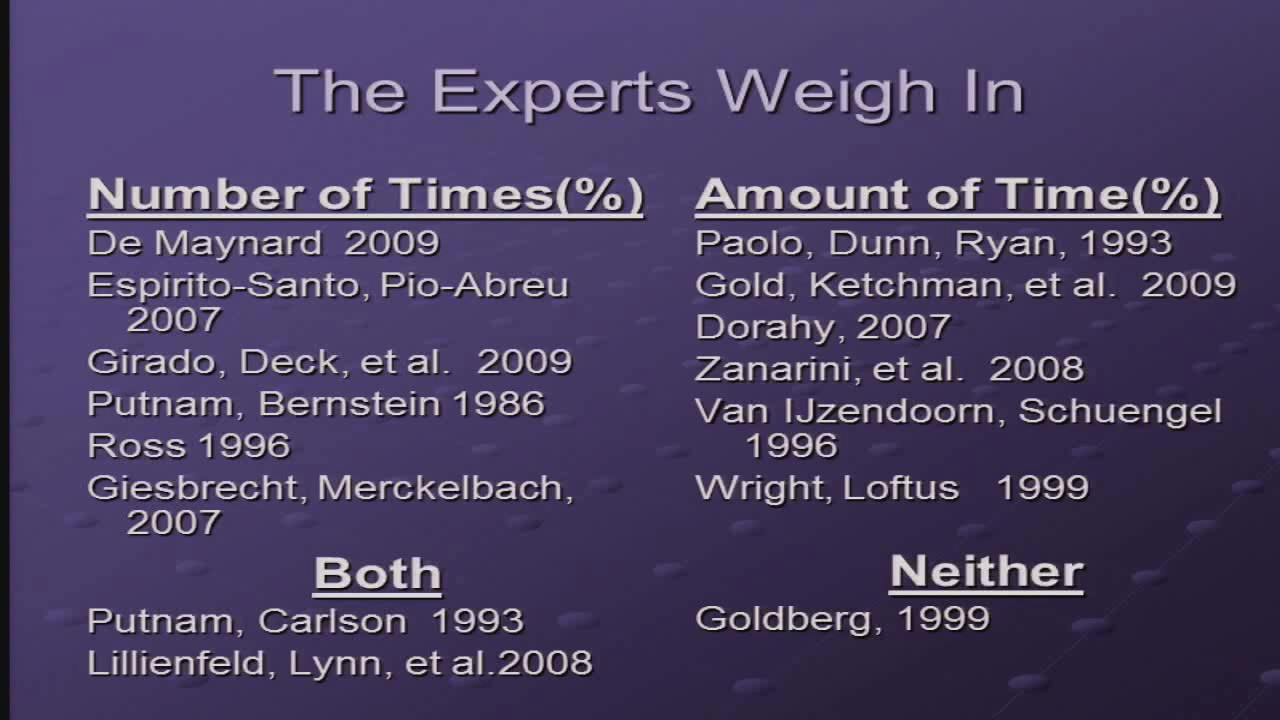 The Experts Weigh In
Number of Times(%)
De Maynard 2009
Espirito-Santo, Pio-Abreu
2007
Girado, Deck, et al. 2009
Putnam, Bernstein 1986
Ross 1996
Giesbrecht, Merckelbach,
2007
Both
Putnam, Carlson 1993
Lillienfeld, Lynn, et al.2008
Amount of Time(%)
Paolo, Dunn, Ryan, 1993
Gold, Ketchman, et al. 2009
Dorahy, 2007
Zanarini, et al. 2008
Van IJzendoorn, Schuengel
1996
Wright, Loftus 1999
Neither
Goldberg, 1999